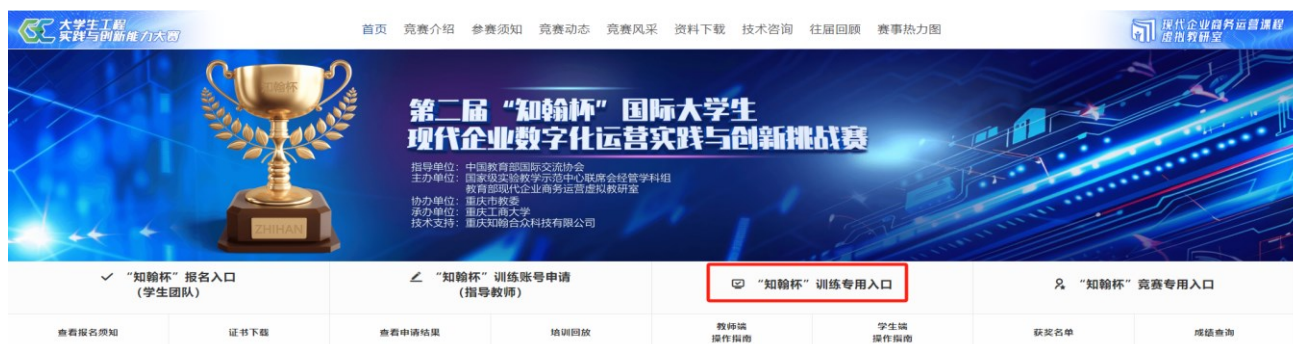 大学生工程
实践与创新能力大赛
首页 竞赛介绍 参赛须知 竞赛动态 竞赛风采 资料下载 技术咨询 往届回顾 赛事热力图
现代企业商务运营课程
虚拟教研室
知翰杯
ZHIHAN
第二届“知翰杯”国际大学生
现代企业数字化运营实践与创新挑战赛
指导单位：中国教育部国际交流协会
主办单位：国家级实验教学示范中心联席会经管学科组
教育部现代企业商务运营虚拟教研室
协办单位：重庆市教委
承办单位：重庆工商大学
技术支持：重庆知翰合众科技有限公司
“知翰杯”报名入口
(学生团队)
“知翰杯”训练账号申请
(指导教师)
“知翰杯”训练专用入口
“知翰杯”竞赛专用入口
查看报名须知
证书下载
查看申请结果
培训回放
教师端
操作指南
学生端
操作指南
获奖名单
成绩查询